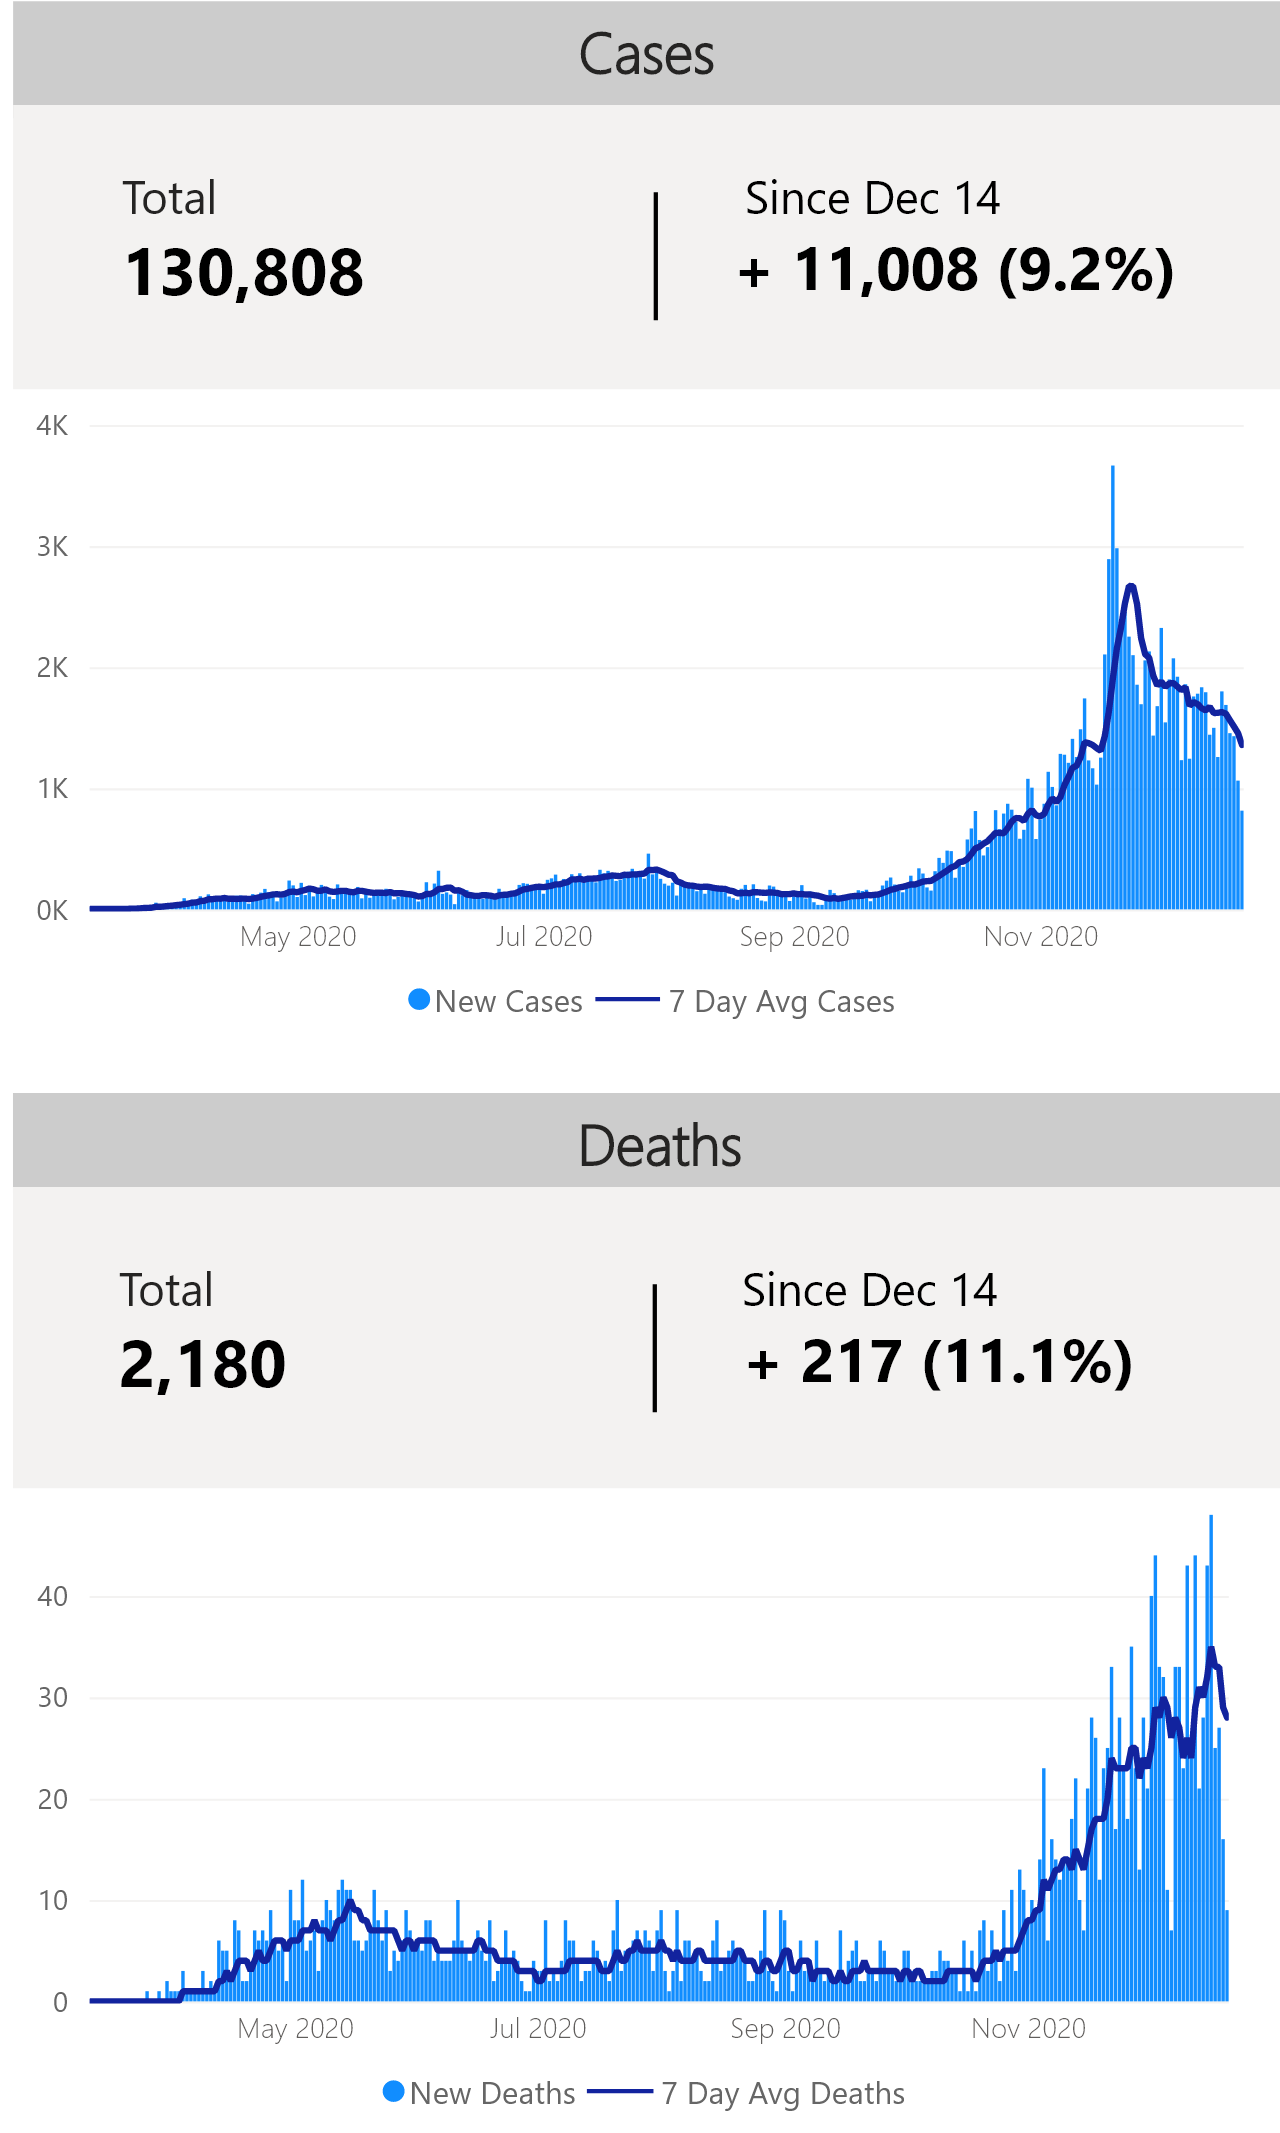 Cases
Total
Since Dec 14
130,808
+ 11,008 (9.2%)
4K
3K
2K
1K
0K
May 2020
Jul 2020
Sep 2020
Nov 2020
New Cases
7 Day Avg Cases
Deaths
Total
Since Dec 14
2,180
+ 217 (11.1%)
40
30
20
10
0
May 2020
Jul 2020
Sep 2020
Nov 2020
New Deaths
7 Day Avg Deaths